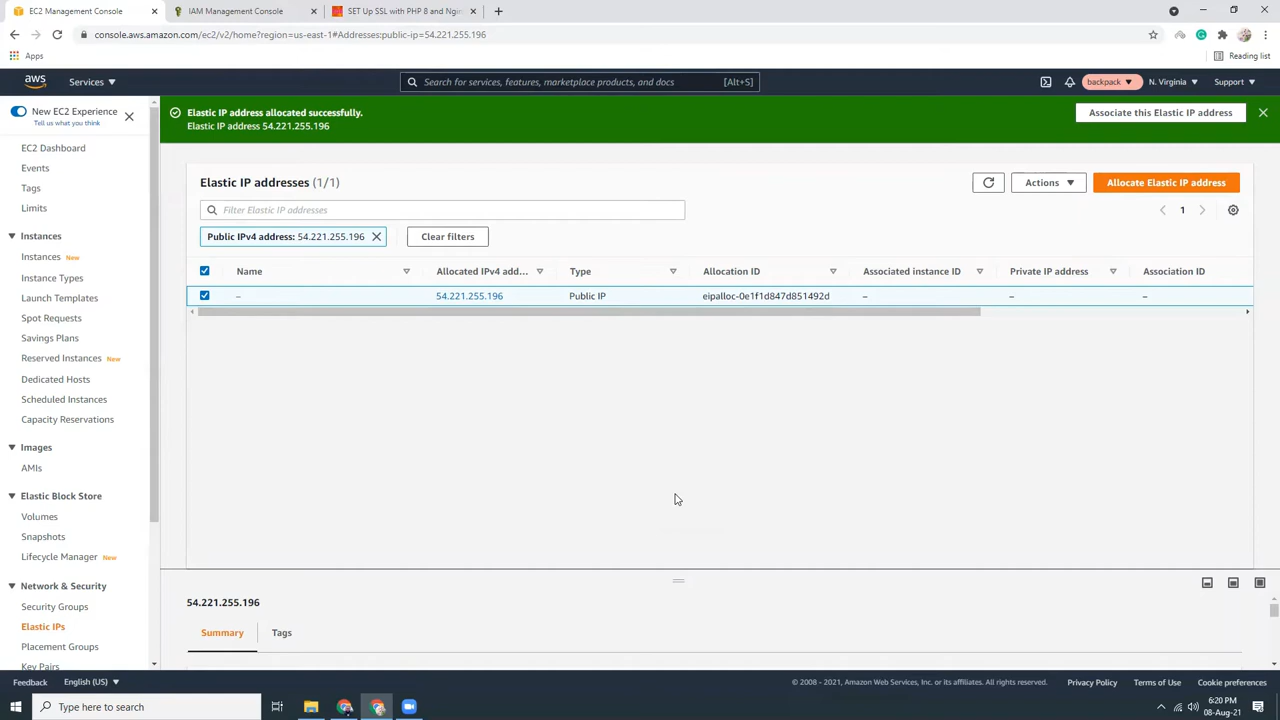 EC2 Management Console
IAM Management Console
SET Up SSL with PHP 8 and Ngi
console.aws.amazon.com/ec2/v2/home?region=us-east-1#Addresses:public-ip=54.221.255.196
Apps
Reading list
aws
Services
Search for services, features, marketplace products, and docs
[Alt+S]
backpack
N. Virginia
Support
New EC2 Experience
Tell us what you think
EC2 Dashboard
Events
Tags
Limits
Instances
Instances New
Instance Types
Launch Templates
Spot Requests
Savings Plans
Reserved Instances New
Dedicated Hosts
Scheduled Instances
Capacity Reservations
Images
AMIs
Elastic Block Store
Volumes
Snapshots
Lifecycle Manager New
Network & Security
Security Groups
Elastic IPs
Placement Groups
Key Pairs
Elastic IP address allocated successfully.
Elastic IP address 54.221.255.196
Associate this Elastic IP address
Elastic IP addresses (1/1)
Actions
Allocate Elastic IP address
Filter Elastic IP addresses
1
Public IPv4 address: 54.221.255.196
Clear filters
Name Allocated IPv4 add... Type Allocation ID Associated instance ID Private IP address Association ID
– 54.221.255.196 Public IP eipalloc-0e1f1d847d851492d – – –
54.221.255.196
Summary
Tags
Feedback
English (US)
© 2008 - 2021, Amazon Web Services, Inc. or its affiliates. All rights reserved.
Privacy Policy
Terms of Use
Cookie preferences
Type here to search
6:20 PM
08-Aug-21